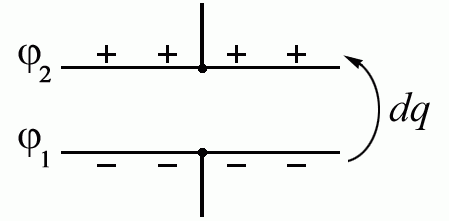 φ₂ + + + +
dq
φ₁ − − − −